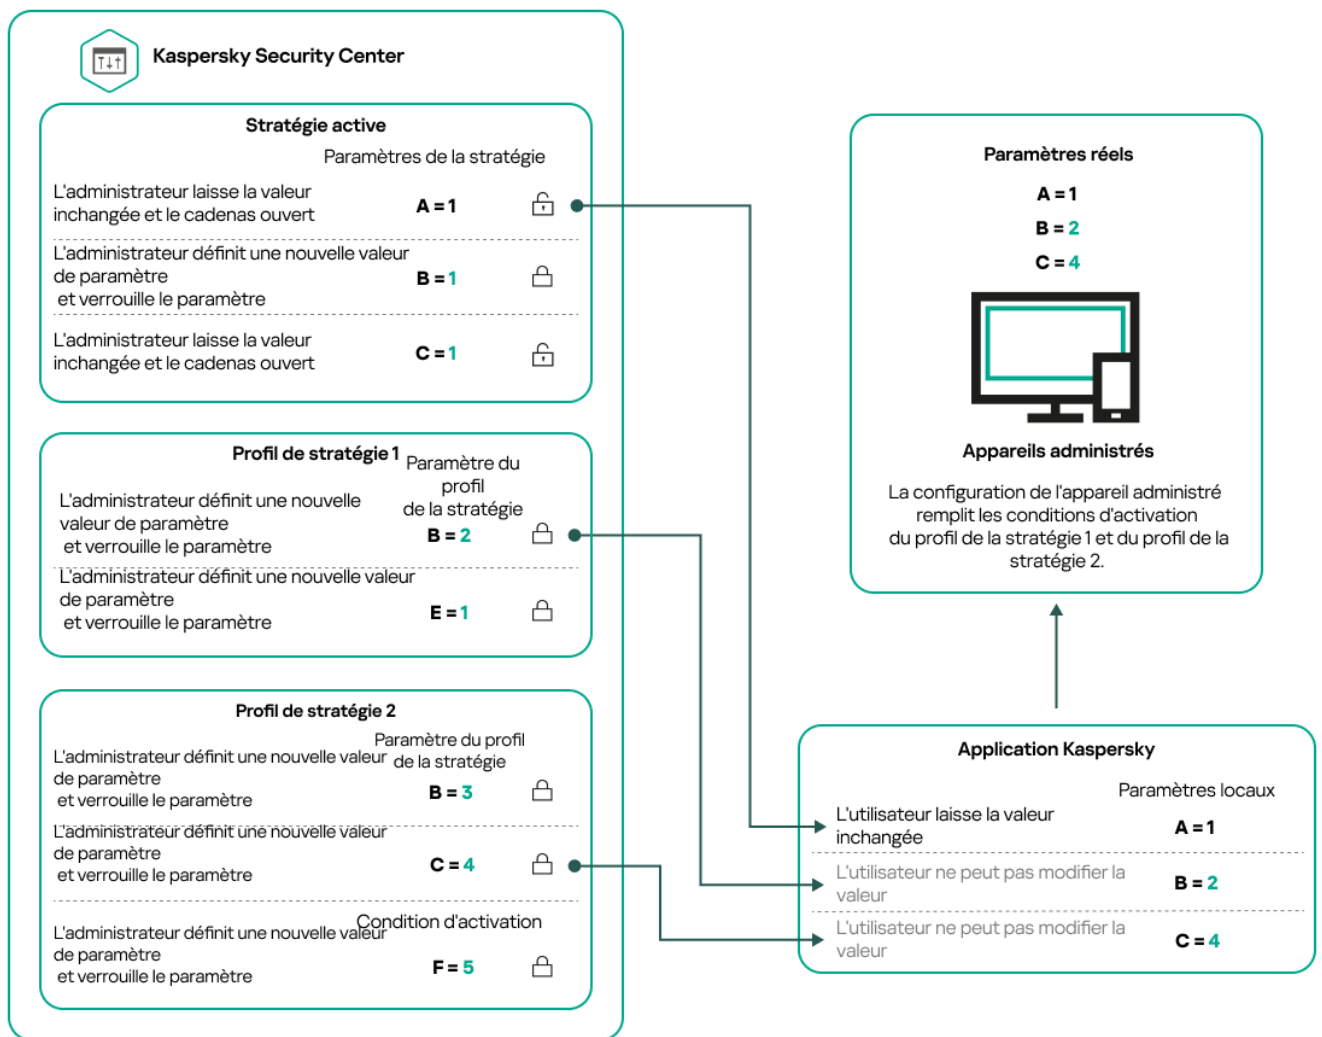 Kaspersky Security Center
Stratégie active
Paramètres de la stratégie
L'administrateur laisse la valeur
inchangée et le cadenas ouvert
A = 1
L'administrateur définit une nouvelle valeur
de paramètre
et verrouille le paramètre
B = 1
L'administrateur laisse la valeur
inchangée et le cadenas ouvert
C = 1
Profil de stratégie 1
Paramètre du
profil
de la stratégie
L'administrateur définit une nouvelle
valeur de paramètre
et verrouille le paramètre
B = 2
L'administrateur définit une nouvelle valeur
de paramètre
et verrouille le paramètre
E = 1
Profil de stratégie 2
Paramètre du profil
de la stratégie
L'administrateur définit une nouvelle valeur
de paramètre
et verrouille le paramètre
B = 3
L'administrateur définit une nouvelle valeur
de paramètre
et verrouille le paramètre
C = 4
Condition d'activation
L'administrateur définit une nouvelle valeur
de paramètre
et verrouille le paramètre
F = 5
Paramètres réels
A = 1
B = 2
C = 4
Appareils administrés
La configuration de l'appareil administré
remplit les conditions d'activation
du profil de la stratégie 1 et du profil de la
stratégie 2.
Application Kaspersky
Paramètres locaux
L'utilisateur laisse la valeur
inchangée
A = 1
L'utilisateur ne peut pas modifier la
valeur
B = 2
L'utilisateur ne peut pas modifier la
valeur
C = 4